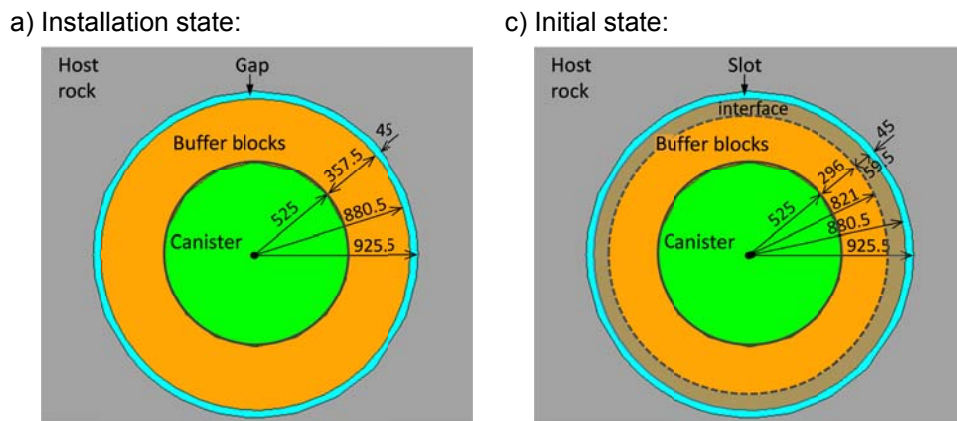 a) Installation state:
Host
rock
Gap
Buffer blocks
45
357.5
525
880.5
Canister
925.5
c) Initial state:
Host
rock
Slot
interface
Buffer blocks
45
59.5
296
821
525
880.5
Canister
925.5